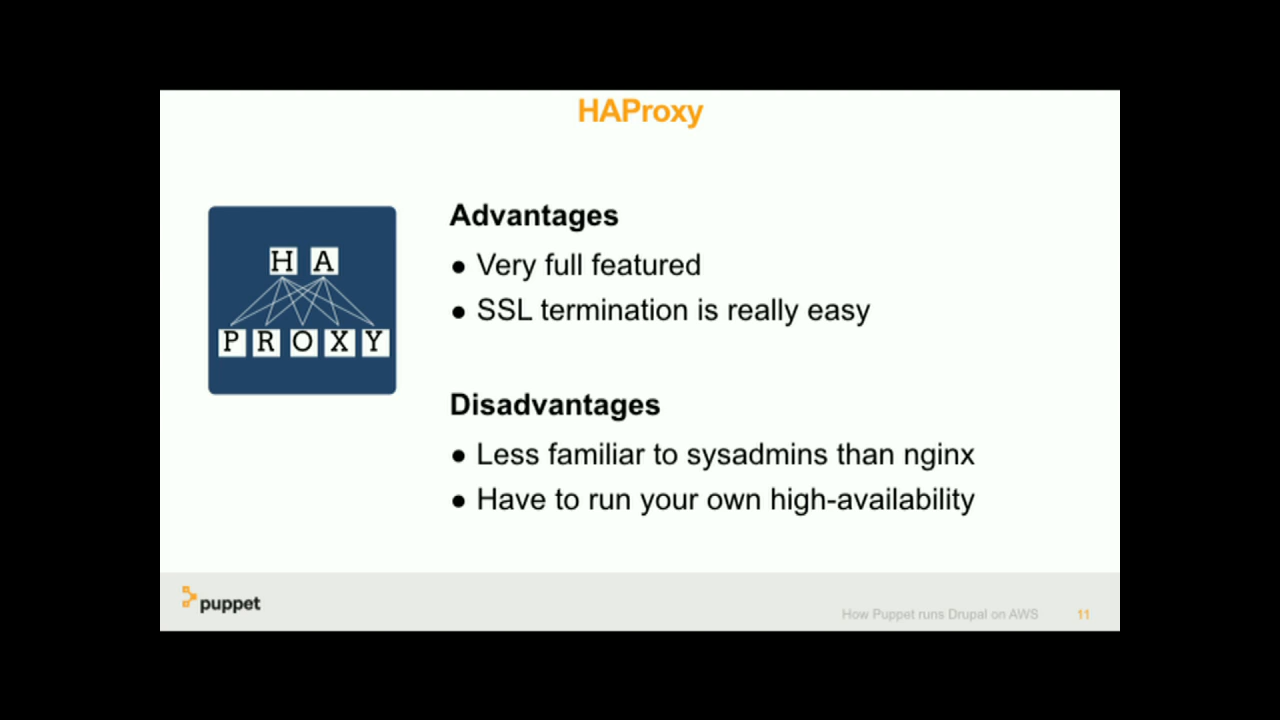 HAProxy
H A
PROXY
Advantages
● Very full featured
● SSL termination is really easy
Disadvantages
● Less familiar to sysadmins than nginx
● Have to run your own high-availability
puppet
How Puppet runs Drupal on AWS 11